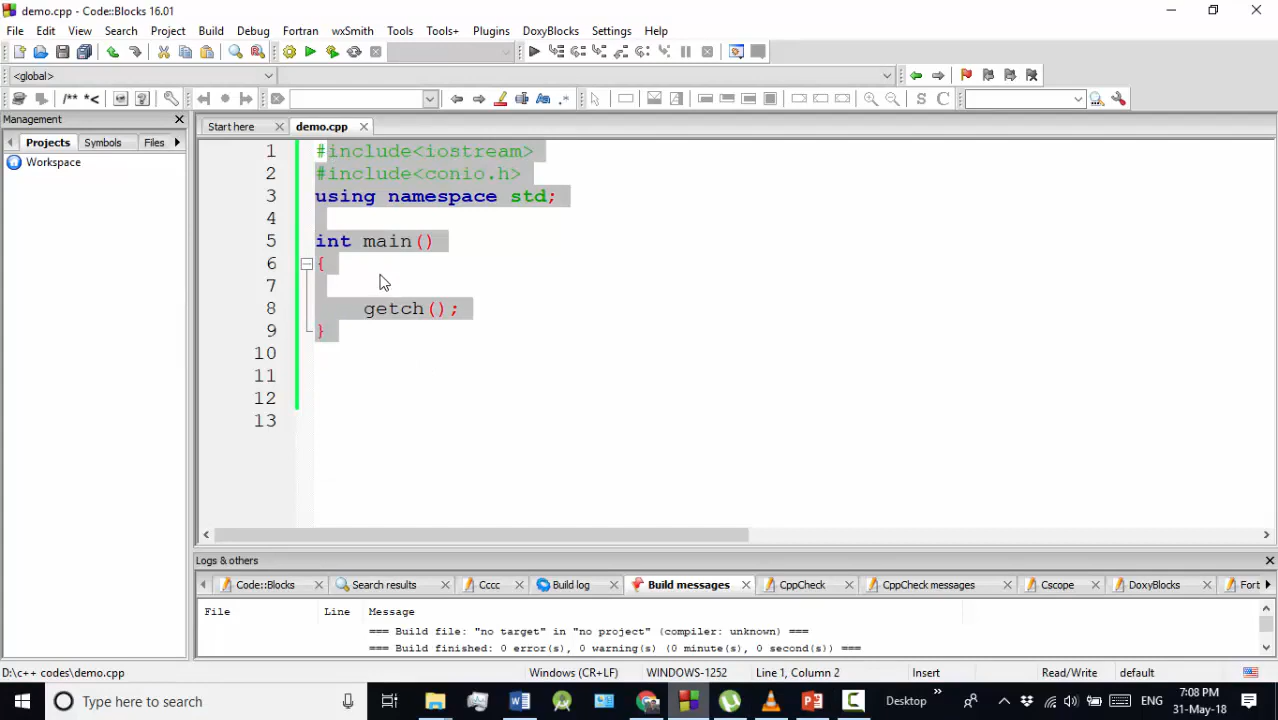 demo.cpp - Code::Blocks 16.01
File Edit View Search Project Build Debug Fortran wxSmith Tools Tools+ Plugins DoxyBlocks Settings Help
<global>
/** *<
S C
Management
Projects Symbols Files
Workspace
Start here demo.cpp
1 #include<iostream>
2 #include<conio.h>
3 using namespace std;
4
5 int main()
6 {
7
8 getch();
9 }
10
11
12
13
Logs & others
Code::Blocks Search results Cccc Build log Build messages CppCheck CppCheck messages Cscope DoxyBlocks Fort
File Line Message
=== Build file: "no target" in "no project" (compiler: unknown) ===
=== Build finished: 0 error(s), 0 warning(s) (0 minute(s), 0 second(s)) ===
D:\c++ codes\demo.cpp Windows (CR+LF) WINDOWS-1252 Line 1, Column 2 Insert Read/Write default
Type here to search Desktop » ENG 7:08 PM
31-May-18